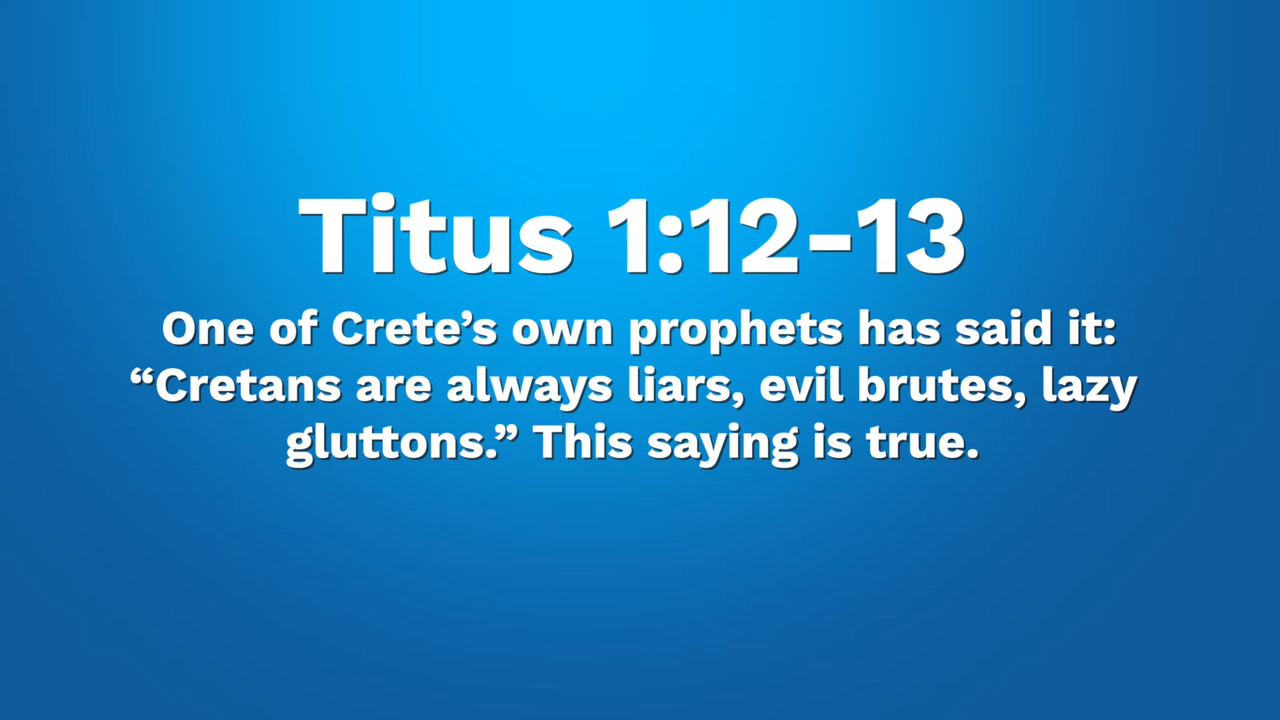 Titus 1:12-13
One of Crete’s own prophets has said it:
“Cretans are always liars, evil brutes, lazy
gluttons.” This saying is true.